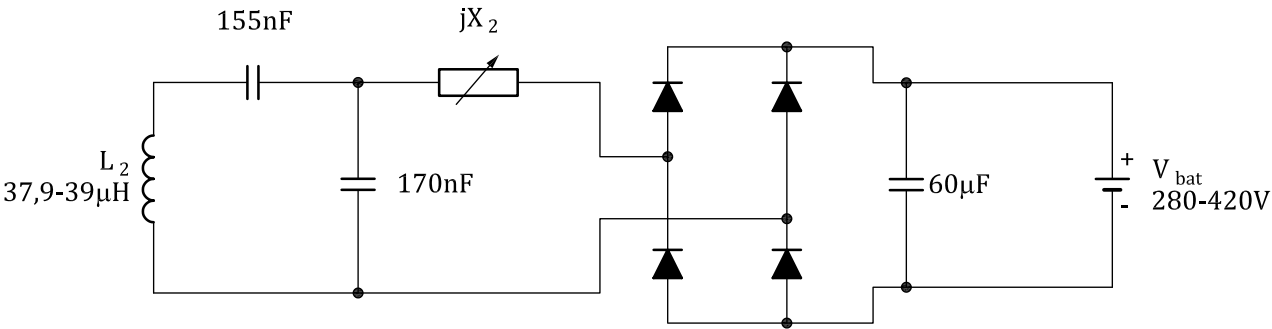 155nF
jX 2
L 2
37,9-39μH
170nF
60μF
+
V bat
-
280-420V